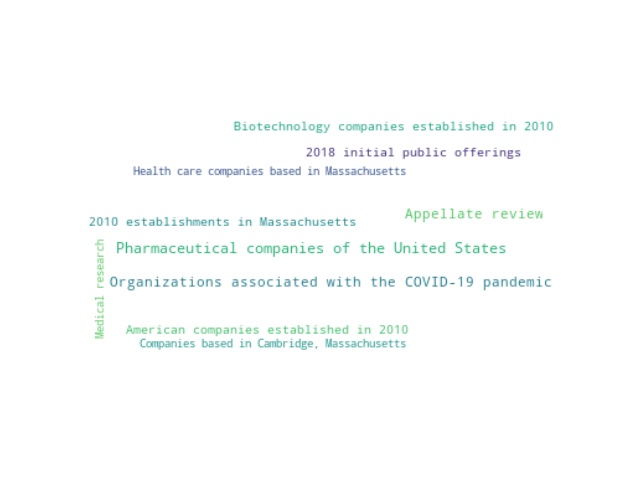 Biotechnology companies established in 2010
2018 initial public offerings
Health care companies based in Massachusetts
Appellate review
2010 establishments in Massachusetts
Medical research
Pharmaceutical companies of the United States
Organizations associated with the COVID-19 pandemic
American companies established in 2010
Companies based in Cambridge, Massachusetts